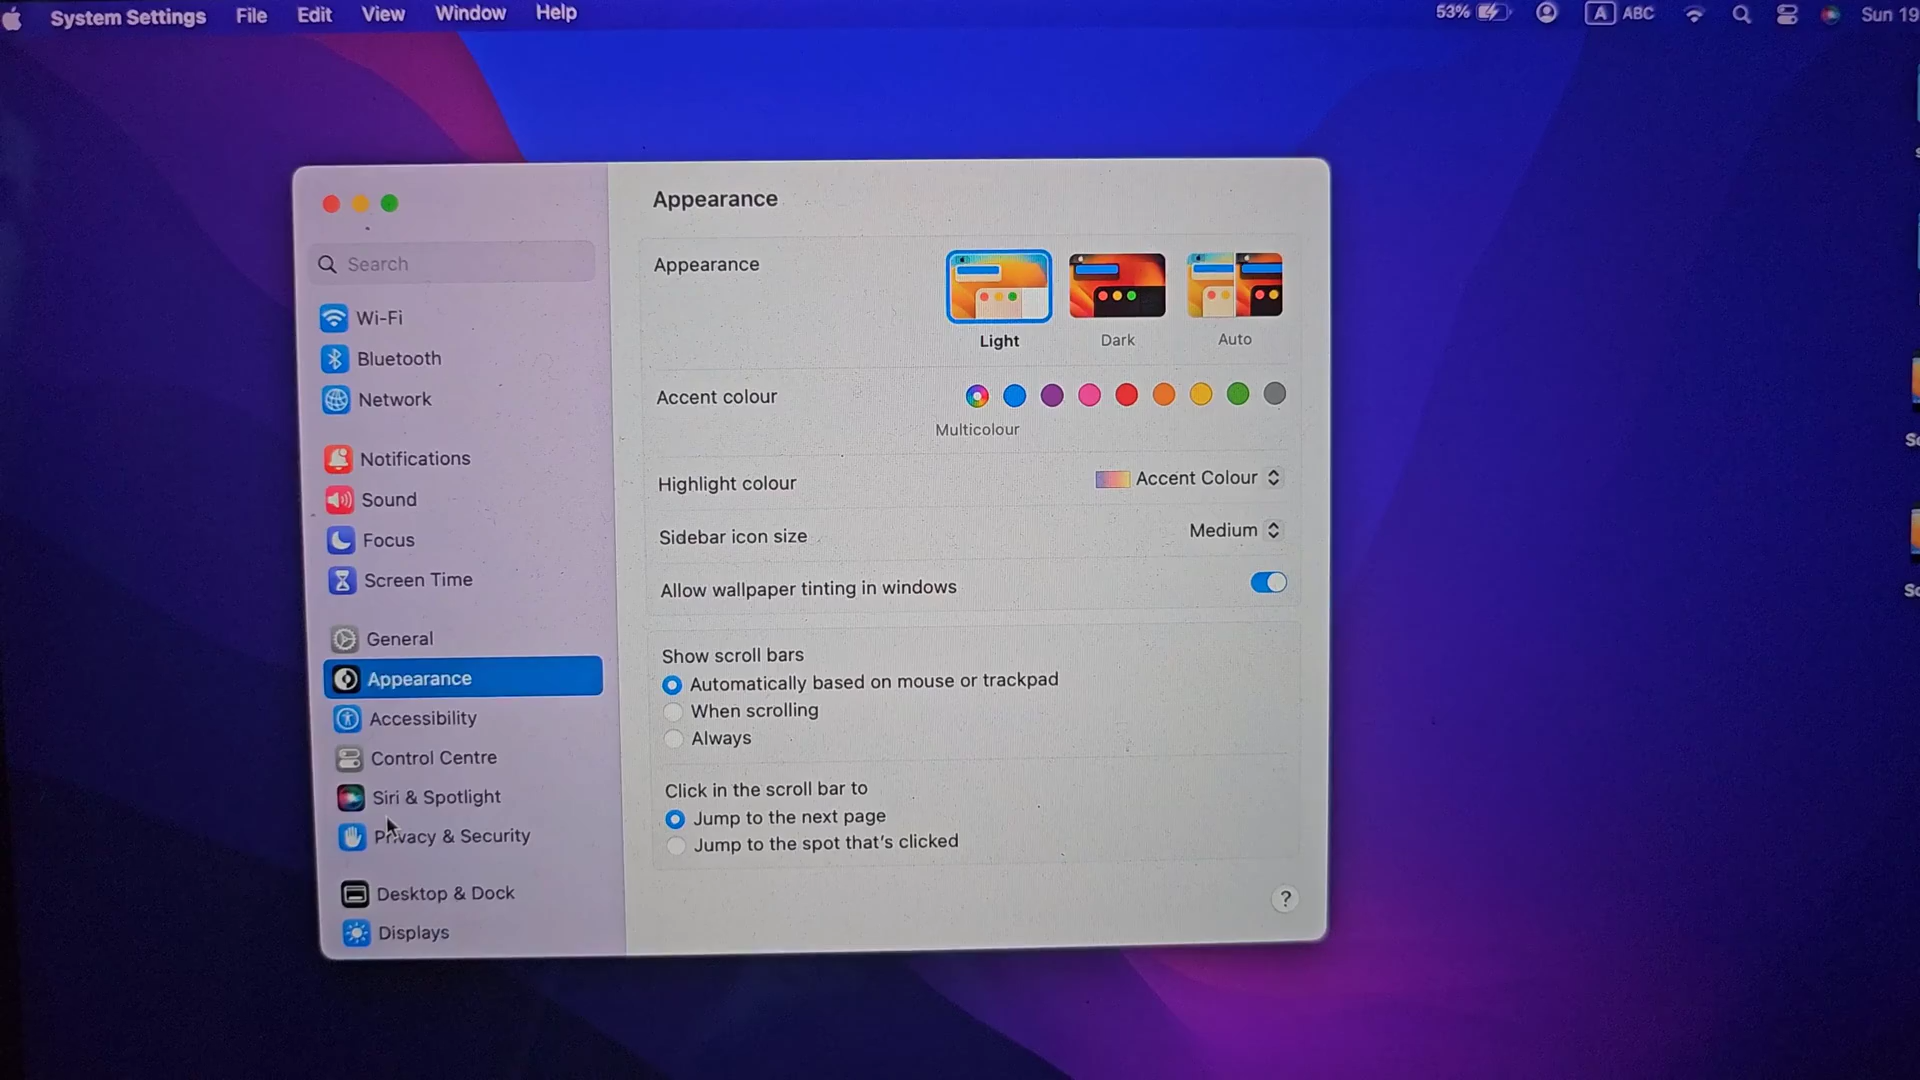 System Settings File Edit View Window Help 53% A ABC Sun 19
Appearance
Search
Wi-Fi
Bluetooth
Network
Notifications
Sound
Focus
Screen Time
General
Appearance
Accessibility
Control Centre
Siri & Spotlight
Privacy & Security
Desktop & Dock
Displays
Appearance
Light Dark Auto
Accent colour
Multicolour
Highlight colour Accent Colour
Sidebar icon size Medium
Allow wallpaper tinting in windows
Show scroll bars
Automatically based on mouse or trackpad
When scrolling
Always
Click in the scroll bar to
Jump to the next page
Jump to the spot that's clicked
?